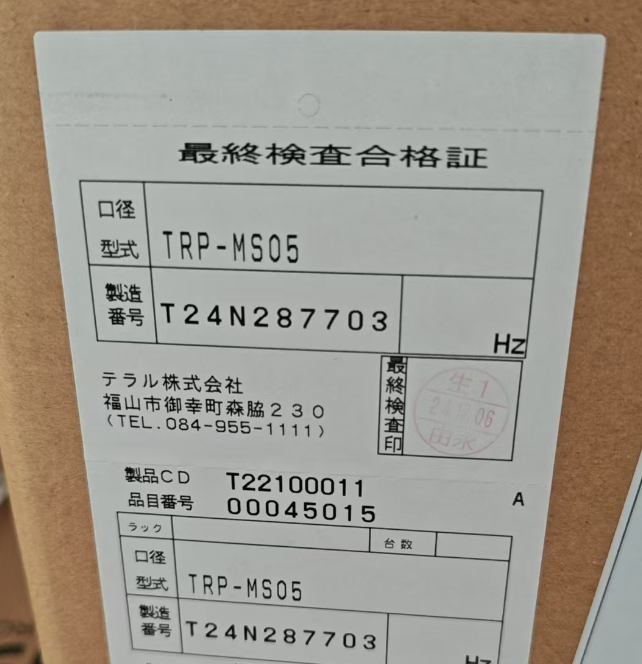 最終検査合格証
口径
型式 TRP-MS05
製造番号 T24N287703
Hz
テラル株式会社
福山市御幸町森脇230
(TEL.084-955-1111)
最終検査印
生1
製品CD T22100011
A
品目番号 00045015
ラック
台数
口径
型式 TRP-MS05
製造番号 T24N287703
Hz